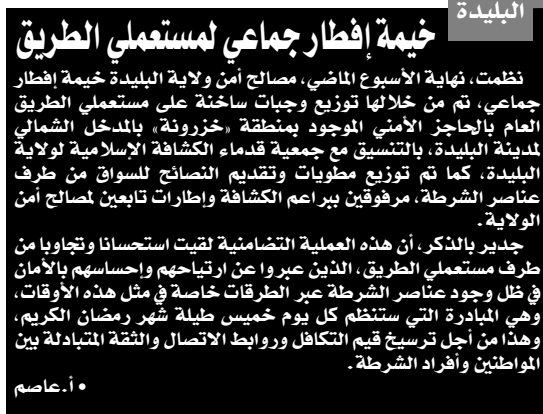 البليدة
خيمة إفطار جماعي لمستعملي الطريق
نظمت، نهاية الأسبوع الماضي، مصالح أمن ولاية البليدة خيمة إفطار
جماعي، تم من خلالها توزيع وجبات ساخنة على مستعملي الطريق
العام بالحاجز الأمني الموجود بمنطقة «خزرونة» بالمدخل الشمالي
لمدينة البليدة، بالتنسيق مع جمعية قدماء الكشافة الإسلامية لولاية
البليدة، كما تم توزيع مطويات وتقديم النصائح للسواق من طرف
عناصر الشرطة، مرفوقين ببراعم الكشافة وإطارات تابعين لمصالح أمن
الولاية.
جدير بالذكر، أن هذه العملية التضامنية لقيت استحسانا وتجاوبا من
طرف مستعملي الطريق، الذين عبروا عن ارتياحهم وإحساسهم بالأمان
في ظل وجود عناصر الشرطة عبر الطرقات خاصة في مثل هذه الأوقات،
وهي المبادرة التي ستنظم كل يوم خميس طيلة شهر رمضان الكريم،
وهذا من أجل ترسيخ قيم التكافل وروابط الاتصال والثقة المتبادلة بين
المواطنين وأفراد الشرطة.
• أ.عاصم